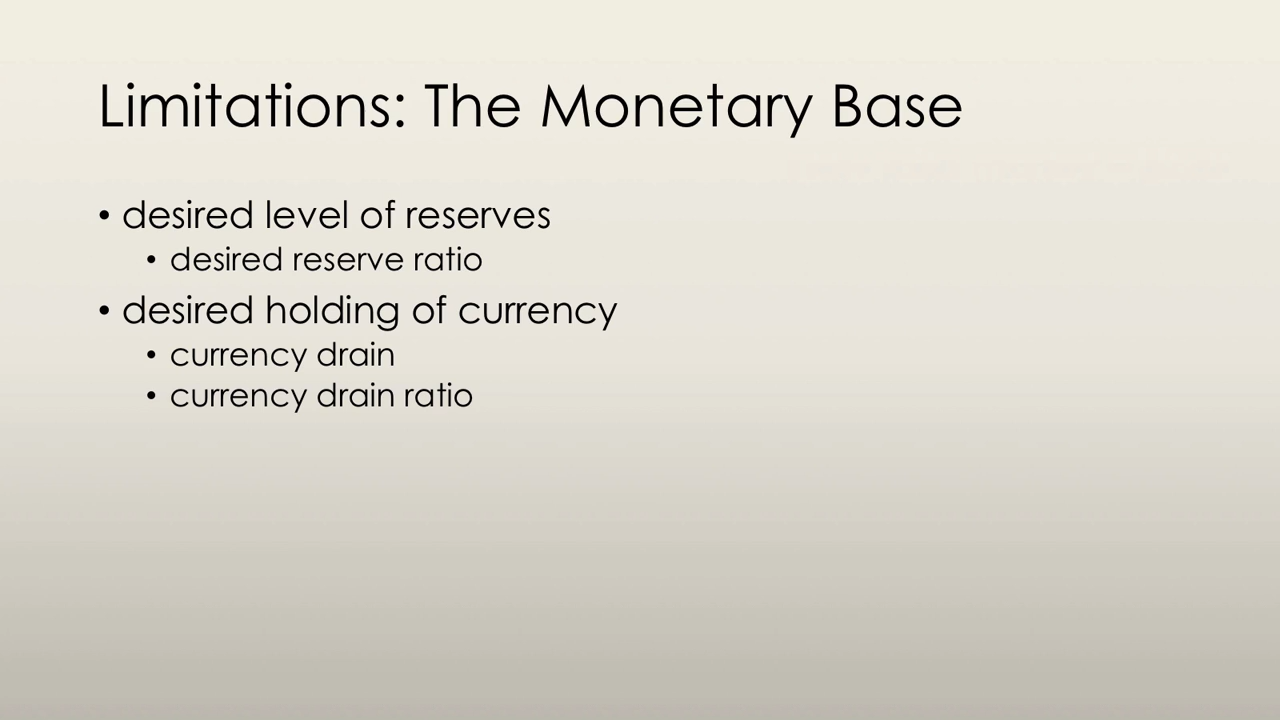 Limitations: The Monetary Base
• desired level of reserves
• desired reserve ratio
• desired holding of currency
• currency drain
• currency drain ratio